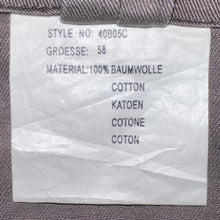 STYLE NO: 40B05C
GROESSE: 58
MATERIAL:100% BAUMWOLLE
COTTON
KATOEN
COTONE
COTON